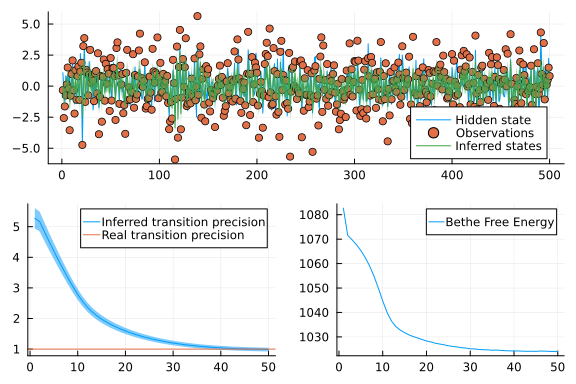 5.0
2.5
0.0
−2.5
−5.0
0 100 200 300 400 500
Hidden state
Observations
Inferred states
5
4
3
2
1
0 10 20 30 40 50
Inferred transition precision
Real transition precision
1080
1070
1060
1050
1040
1030
0 10 20 30 40 50
Bethe Free Energy